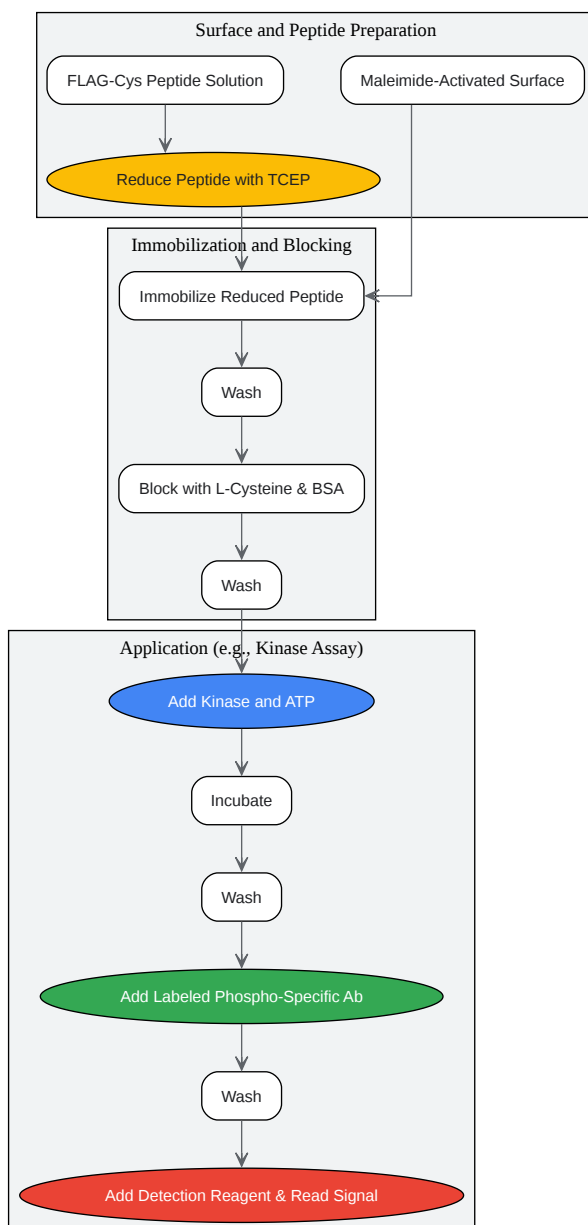 Surface and Peptide Preparation
FLAG-Cys Peptide Solution
Maleimide-Activated Surface
Reduce Peptide with TCEP
Immobilization and Blocking
Immobilize Reduced Peptide
Wash
Block with L-Cysteine & BSA
Wash
Application (e.g., Kinase Assay)
Add Kinase and ATP
Incubate
Wash
Add Labeled Phospho-Specific Ab
Wash
Add Detection Reagent & Read Signal